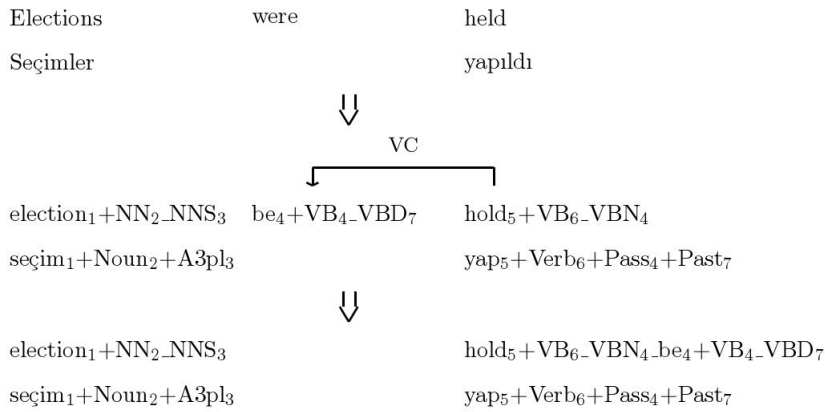 Elections were held
Seçimler yapıldı
⇓
VC
election₁+NN₂_NNS₃ be₄+VB₄_VBD₇ hold₅+VB₆_VBN₄
seçim₁+Noun₂+A3pl₃ yap₅+Verb₆+Pass₄+Past₇
⇓
election₁+NN₂_NNS₃ hold₅+VB₆_VBN₄_be₄+VB₄_VBD₇
seçim₁+Noun₂+A3pl₃ yap₅+Verb₆+Pass₄+Past₇